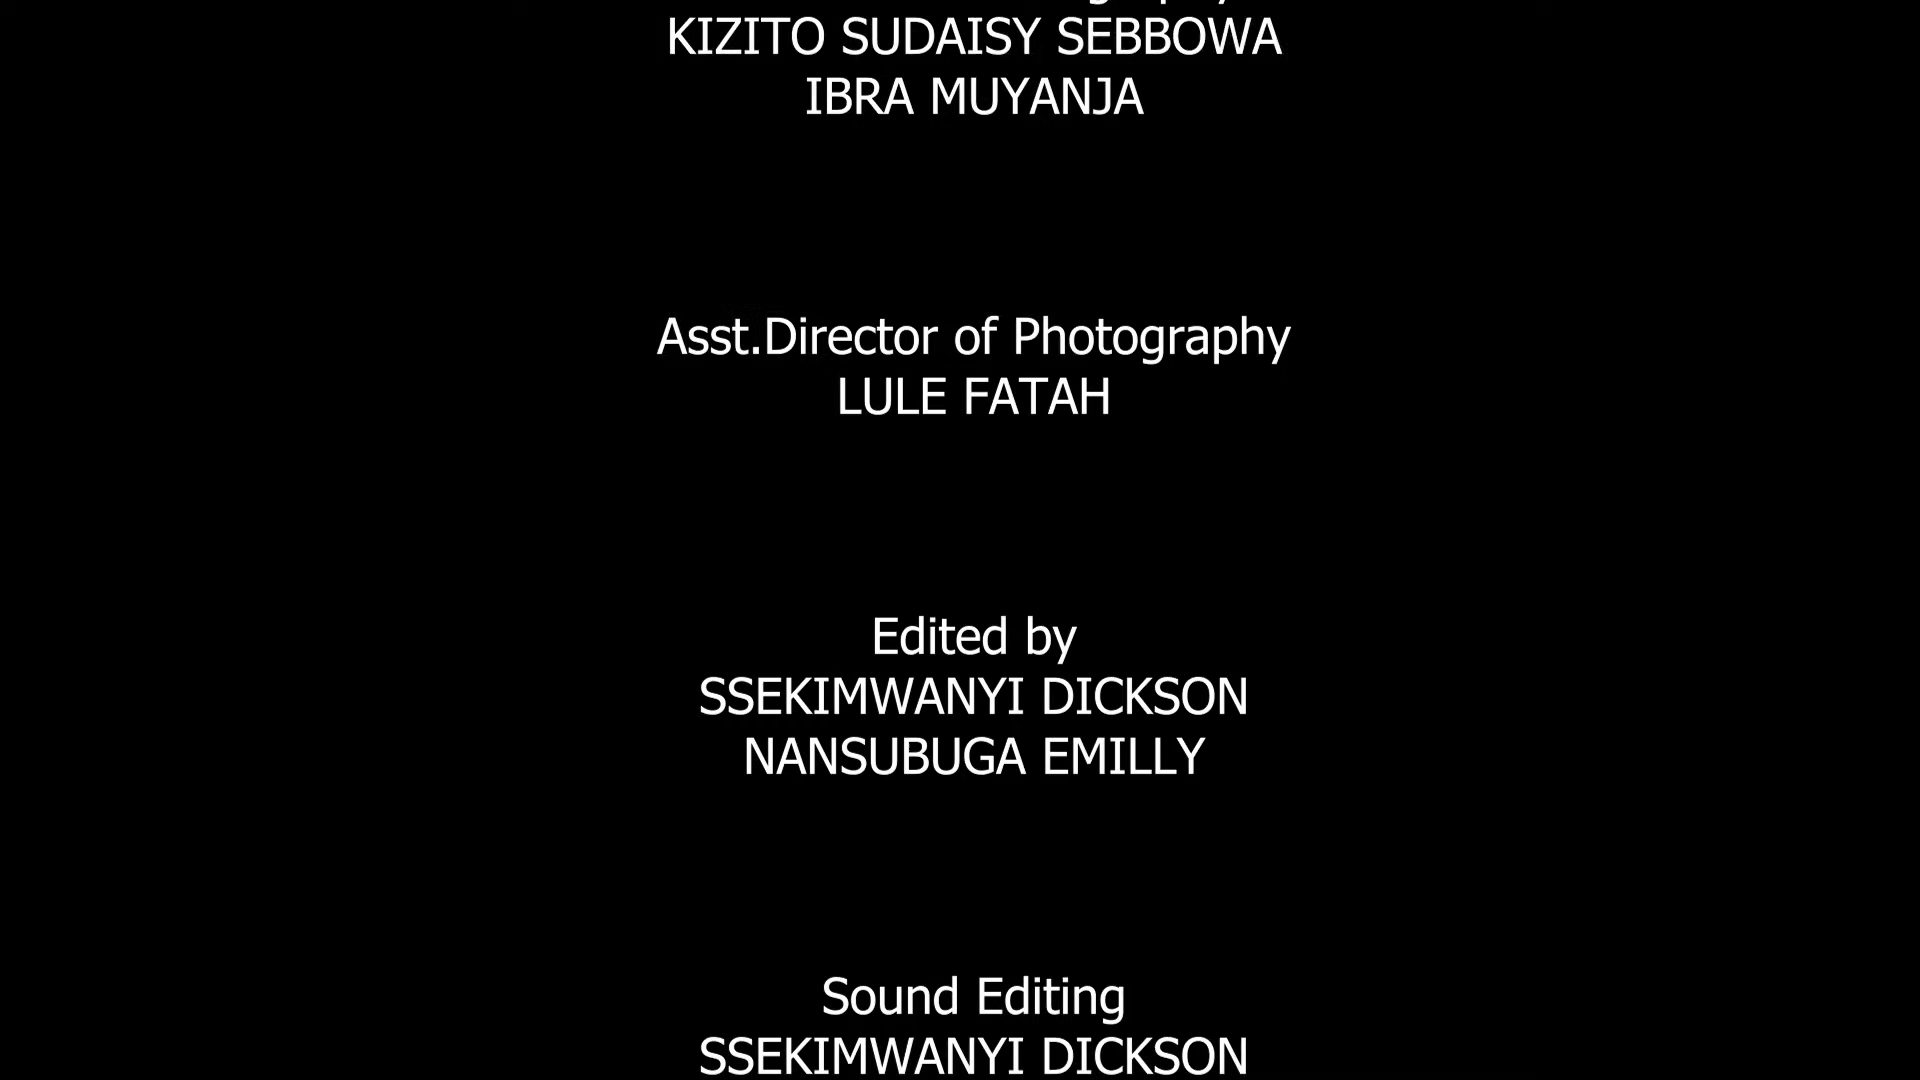 KIZITO SUDAISY SEBBOWA
IBRA MUYANJA
Asst.Director of Photography
LULE FATAH
Edited by
SSEKIMWANYI DICKSON
NANSUBUGA EMILLY
Sound Editing
SSEKIMWANYI DICKSON